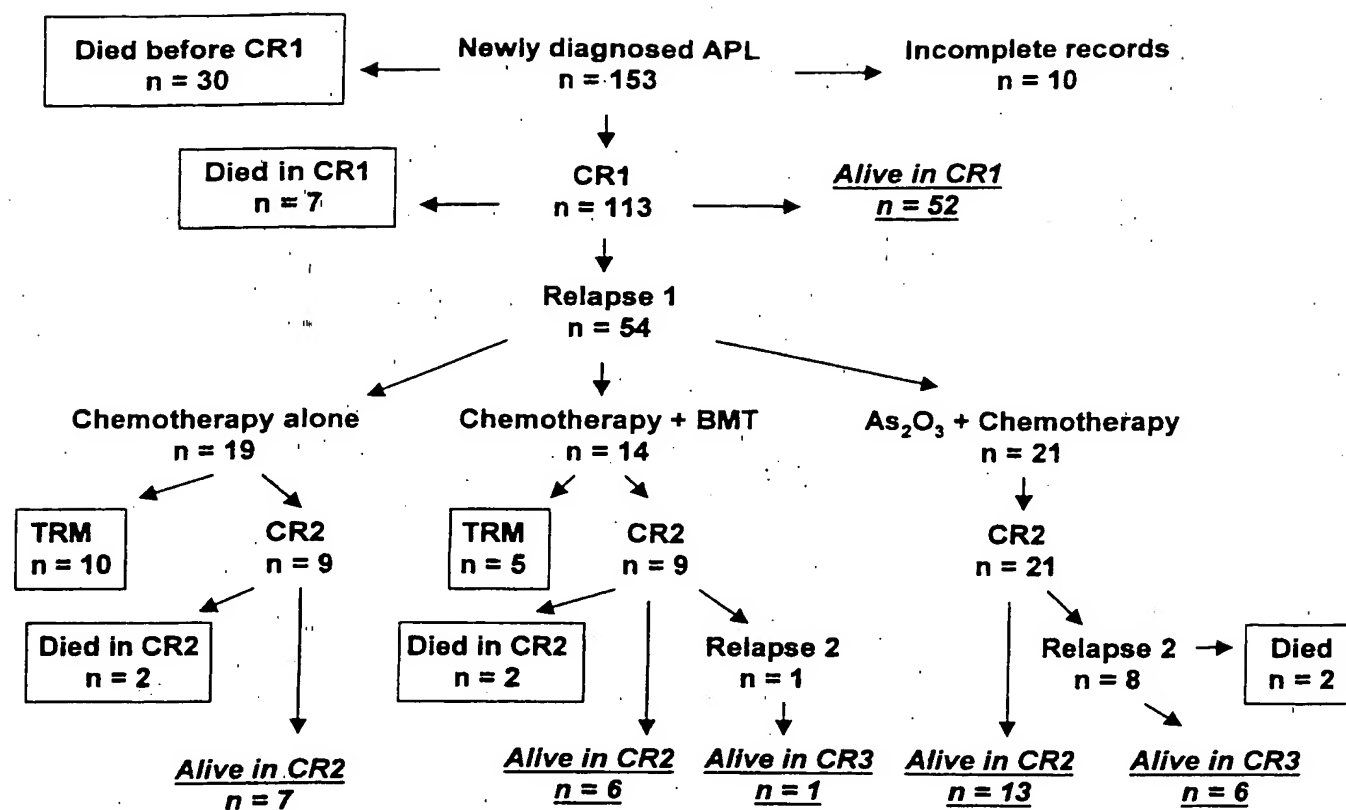 Died before CR1
n = 30
Newly diagnosed APL
n = 153
Incomplete records
n = 10
Died in CR1
n = 7
CR1
n = 113
Alive in CR1
n = 52
Relapse 1
n = 54
Chemotherapy alone
n = 19
Chemotherapy + BMT
n = 14
As₂O₃ + Chemotherapy
n = 21
TRM
n = 10
CR2
n = 9
TRM
n = 5
CR2
n = 9
CR2
n = 21
Died in CR2
n = 2
Died in CR2
n = 2
Relapse 2
n = 1
Relapse 2
n = 8
Died
n = 2
Alive in CR2
n = 7
Alive in CR2
n = 6
Alive in CR3
n = 1
Alive in CR2
n = 13
Alive in CR3
n = 6